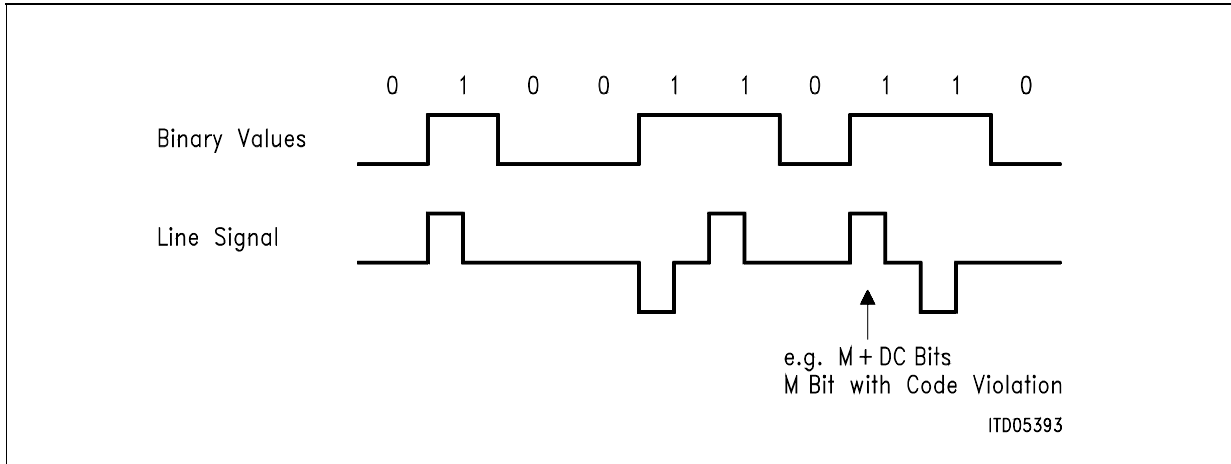 0 1 0 0 1 1 0 1 1 0
Binary Values
Line Signal
e.g. M + DC Bits
M Bit with Code Violation
ITD05393